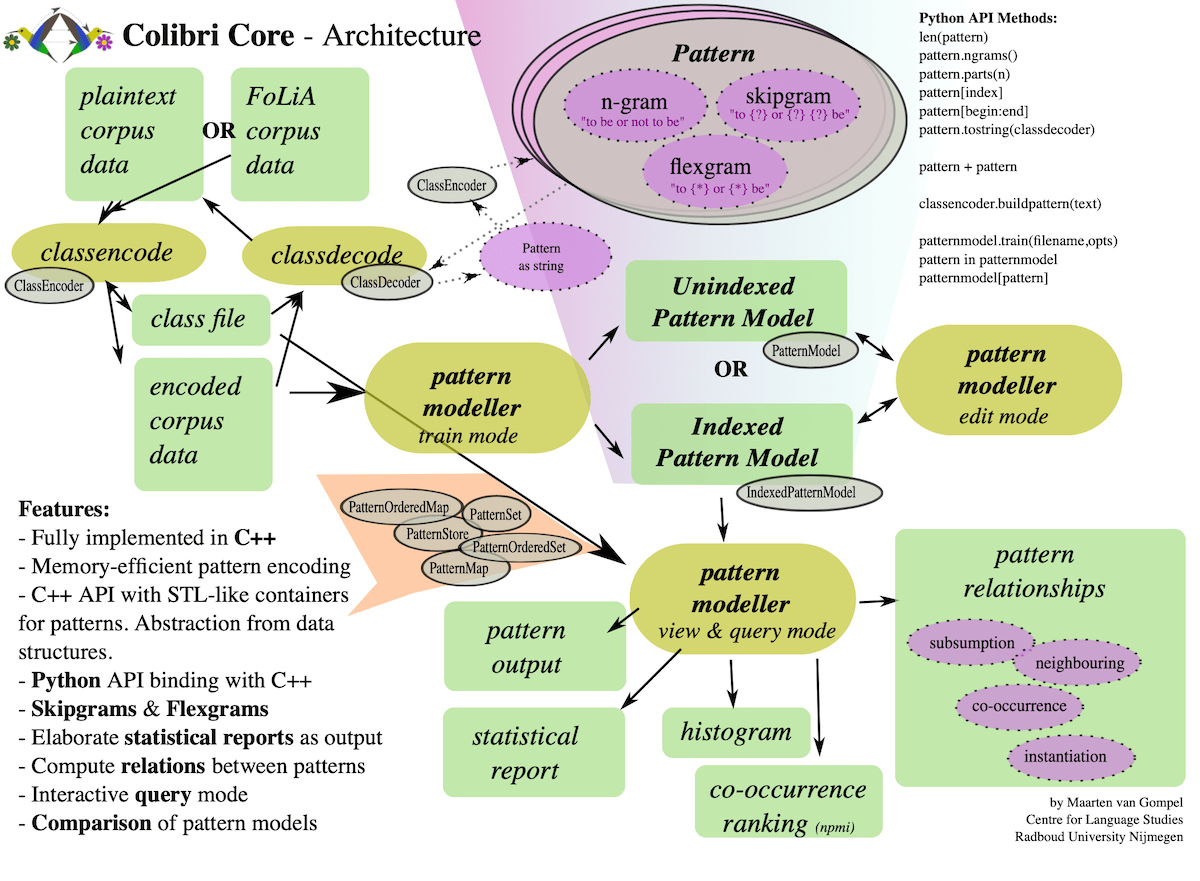 Colibri Core - Architecture
plaintext
corpus
data
OR
FoLiA
corpus
data
classencode
ClassEncoder
classdecode
ClassDecoder
class file
encoded
corpus
data
Pattern
n-gram
"to be or not to be"
skipgram
"to {?} or {?} {?} be"
flexgram
"to {*} or {*} be"
ClassEncoder
Pattern
as string
Python API Methods:
len(pattern)
pattern.ngrams()
pattern.parts(n)
pattern[index]
pattern[begin:end]
pattern.tostring(classdecoder)
pattern + pattern
classencoder.buildpattern(text)
patternmodel.train(filename,opts)
pattern in patternmodel
patternmodel[pattern]
pattern
modeller
train mode
Unindexed
Pattern Model
PatternModel
OR
Indexed
Pattern Model
IndexedPatternModel
pattern
modeller
edit mode
PatternOrderedMap
PatternSet
PatternStore
PatternOrderedSet
PatternMap
pattern
modeller
view & query mode
pattern
output
statistical
report
histogram
co-occurrence
ranking (npmi)
pattern
relationships
subsumption
neighbouring
co-occurrence
instantiation
Features:
- Fully implemented in C++
- Memory-efficient pattern encoding
- C++ API with STL-like containers
for patterns. Abstraction from data
structures.
- Python API binding with C++
- Skipgrams & Flexgrams
- Elaborate statistical reports as output
- Compute relations between patterns
- Interactive query mode
- Comparison of pattern models
by Maarten van Gompel
Centre for Language Studies
Radboud University Nijmegen